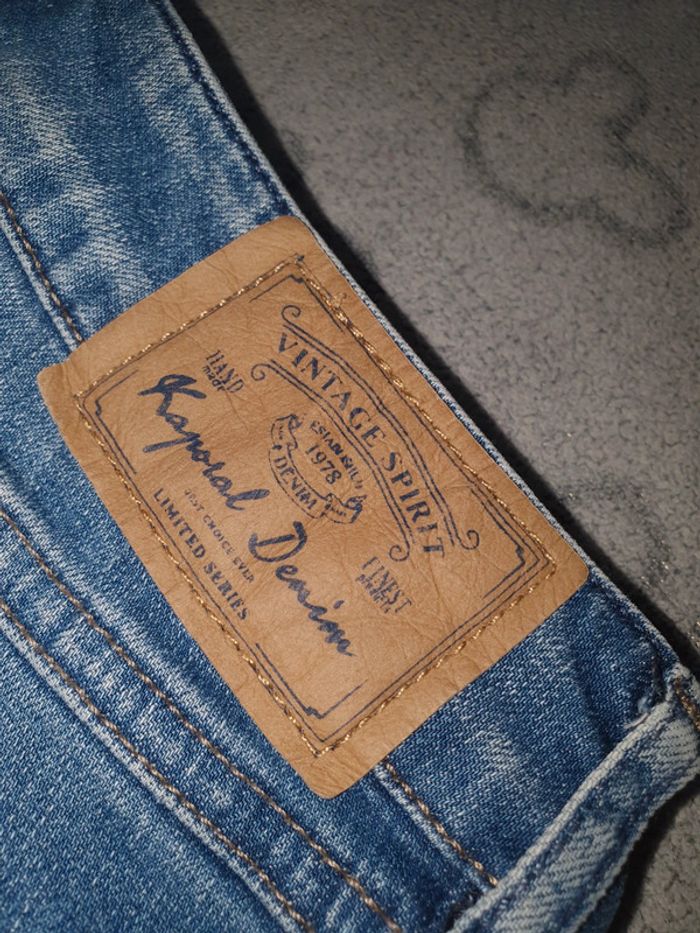 VINTAGE SPIRIT
HAND
made
ESTABLISHED
1978
DENIM
FINEST
Kaporal Denim
BEST CHOICE EVER
LIMITED SERIES